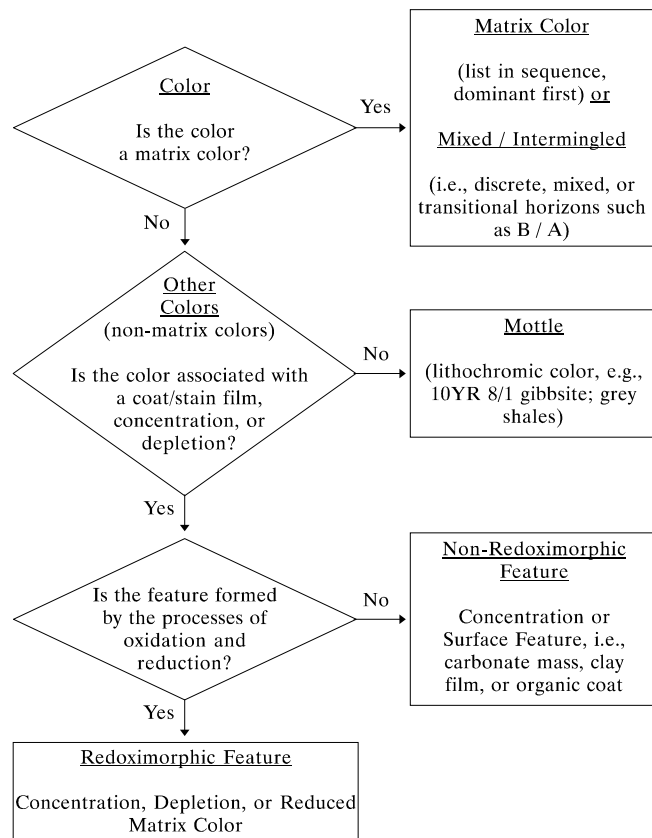 Color
Is the color
a matrix color?
Yes
Matrix Color
(list in sequence,
dominant first) or
Mixed / Intermingled
(i.e., discrete, mixed, or
transitional horizons such
as B / A)
No
Other
Colors
(non-matrix colors)
Is the color associated with
a coat/stain film,
concentration, or
depletion?
No
Mottle
(lithochromic color, e.g.,
10YR 8/1 gibbsite; grey
shales)
Yes
Is the feature formed
by the processes of
oxidation and
reduction?
No
Non-Redoximorphic
Feature
Concentration or
Surface Feature, i.e.,
carbonate mass, clay
film, or organic coat
Yes
Redoximorphic Feature
Concentration, Depletion, or Reduced
Matrix Color